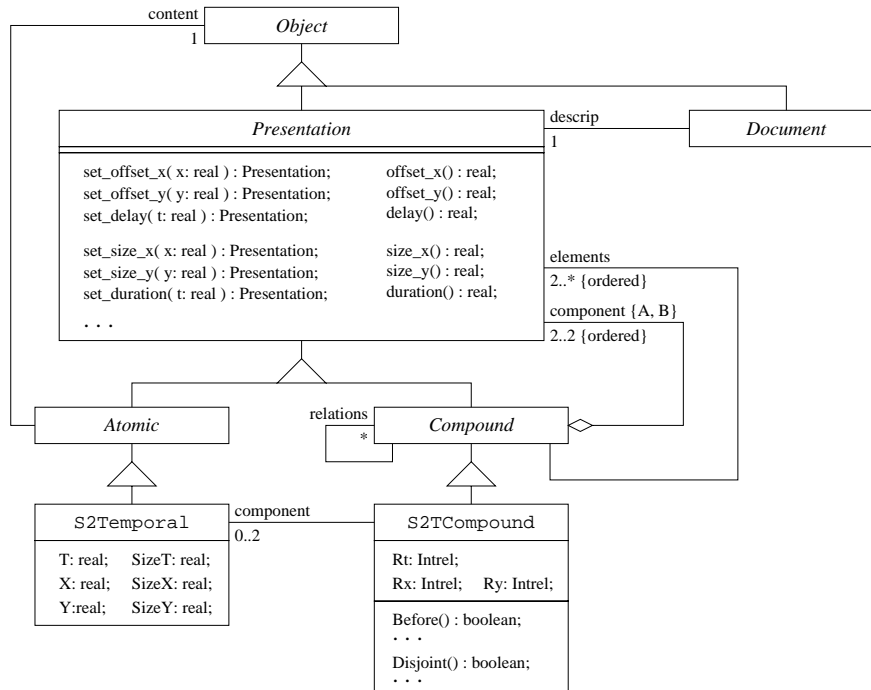 content
1
Object
Presentation
descrip
1
Document
set_offset_x( x: real ) : Presentation; offset_x() : real;
set_offset_y( y: real ) : Presentation; offset_y() : real;
set_delay( t: real ) : Presentation; delay() : real;
set_size_x( x: real ) : Presentation; size_x() : real;
set_size_y( y: real ) : Presentation; size_y() : real;
set_duration( t: real ) : Presentation; duration() : real;
. . .
elements
2..* {ordered}
component {A, B}
2..2 {ordered}
Atomic
relations
*
Compound
S2Temporal
component
0..2
S2TCompound
T: real; SizeT: real;
X: real; SizeX: real;
Y:real; SizeY: real;
Rt: Intrel;
Rx: Intrel; Ry: Intrel;
Before() : boolean;
. . .
Disjoint() : boolean;
. . .